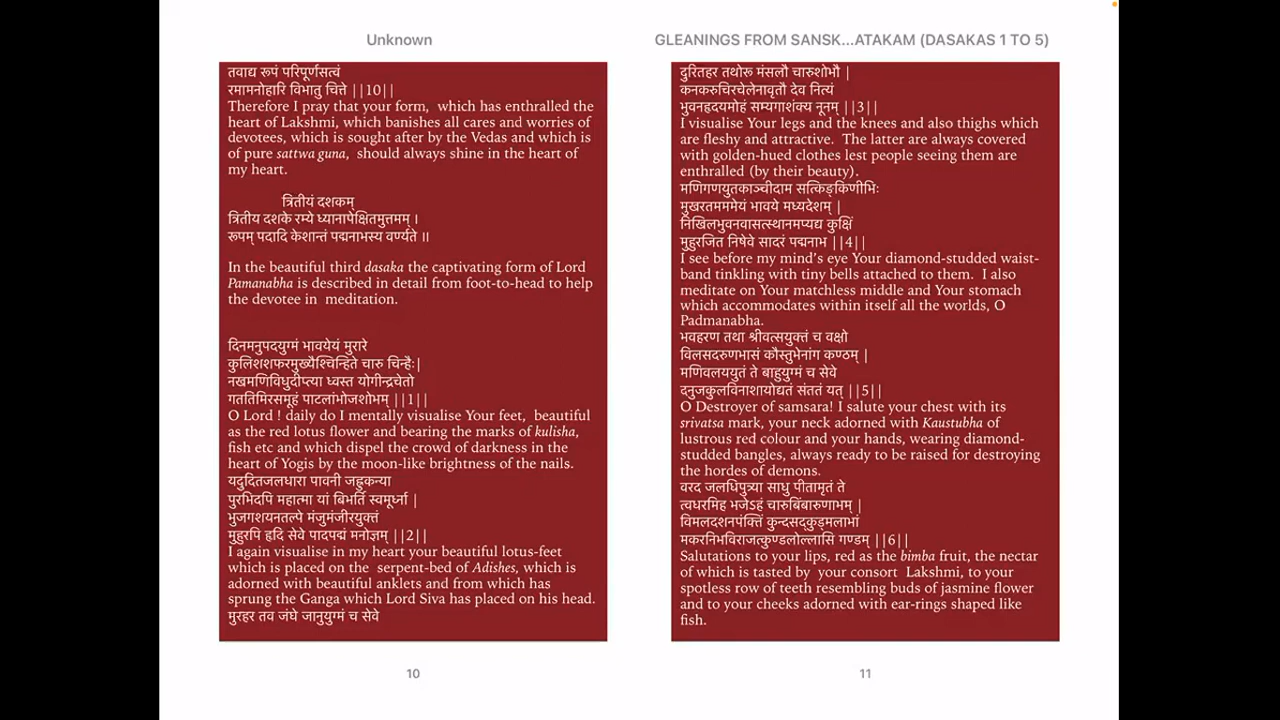 Unknown
तवाद्य रूपं परिपूर्णसत्वं
रमामनोहारि विभातु चित्ते ||10||
Therefore I pray that your form, which has enthralled the
heart of Lakshmi, which banishes all cares and worries of
devotees, which is sought after by the Vedas and which is
of pure sattwa guna, should always shine in the heart of
my heart.
त्रितीयं दशकम्
त्रितीय दशके रम्ये ध्यानापेक्षितमुत्तमम् ।
रूपम् पदादि केशान्तं पद्मनाभस्य वर्ण्यते ॥
In the beautiful third dasaka the captivating form of Lord
Pamanabha is described in detail from foot-to-head to help
the devotee in meditation.
दिनमनुपदयुग्मं भावयेयं मुरारे
कुलिशशफरमुख्यैश्चिन्हिते चारु चिन्हैः|
नखमणिविधुदीप्त्या ध्वस्त योगीन्द्रचेतो
गततिमिरसमूहं पाटलांभोजशोभम् ||1||
O Lord ! daily do I mentally visualise Your feet, beautiful
as the red lotus flower and bearing the marks of kulisha,
fish etc and which dispel the crowd of darkness in the
heart of Yogis by the moon-like brightness of the nails.
यदुदितजलधारा पावनी जह्नुकन्या
पुरभिदपि महात्मा यां बिभर्ति स्वमूर्ध्ना |
भुजगशयनतल्पे मंजुमंजीरयुक्तं
मुहुरपि हृदि सेवे पादपद्मं मनोज्ञम् ||2||
I again visualise in my heart your beautiful lotus-feet
which is placed on the serpent-bed of Adishes, which is
adorned with beautiful anklets and from which has
sprung the Ganga which Lord Siva has placed on his head.
मुरहर तव जंघे जानुयुग्मं च सेवे
10
GLEANINGS FROM SANSK...ATAKAM (DASAKAS 1 TO 5)
दुरितहर तथोरू मंसलौ चारुशोभौ |
कनकरुचिरचेलेनावृतौ देव नित्यं
भुवनहृदयमोहं सम्यगाशंक्य नूनम् ||3||
I visualise Your legs and the knees and also thighs which
are fleshy and attractive. The latter are always covered
with golden-hued clothes lest people seeing them are
enthralled (by their beauty).
मणिगणयुतकाञ्चीदाम सत्किङ्किणीभिः
मुखरतमममेयं भावये मध्यदेशम् |
निखिलभुवनवासत्स्थानमप्यद्य कुक्षिं
मुहुरजित निषेवे सादरं पद्मनाभ ||4||
I see before my mind's eye Your diamond-studded waist-
band tinkling with tiny bells attached to them. I also
meditate on Your matchless middle and Your stomach
which accommodates within itself all the worlds, O
Padmanabha.
भवहरण तथा श्रीवत्सयुक्तं च वक्षो
विलसदरुणभासं कौस्तुभेनांग कण्ठम् |
मणिवलययुतं ते बाहुयुग्मं च सेवे
दनुजकुलविनाशायोद्यतं संततं यत् ||5||
O Destroyer of samsara! I salute your chest with its
srivatsa mark, your neck adorned with Kaustubha of
lustrous red colour and your hands, wearing diamond-
studded bangles, always ready to be raised for destroying
the hordes of demons.
वरद जलधिपुत्र्या साधु पीतामृतं ते
त्वधरमिह भजेऽहं चारुबिंबारुणाभम् |
विमलदशनपंक्तिं कुन्दसद्कुड्मलाभां
मकरनिभविराजत्कुण्डलोल्लासि गण्डम् ||6||
Salutations to your lips, red as the bimba fruit, the nectar
of which is tasted by your consort Lakshmi, to your
spotless row of teeth resembling buds of jasmine flower
and to your cheeks adorned with ear-rings shaped like
fish.
11